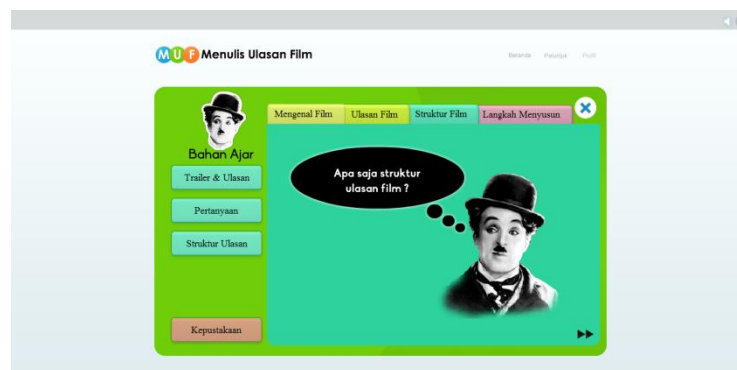 MUF Menulis Ulasan Film
Beranda Petunjuk Profil
Mengenal Film Ulasan Film Struktur Film Langkah Menyusun
Bahan Ajar
Trailer & Ulasan
Pertanyaan
Struktur Ulasan
Kepustakaan
Apa saja struktur
ulasan film ?